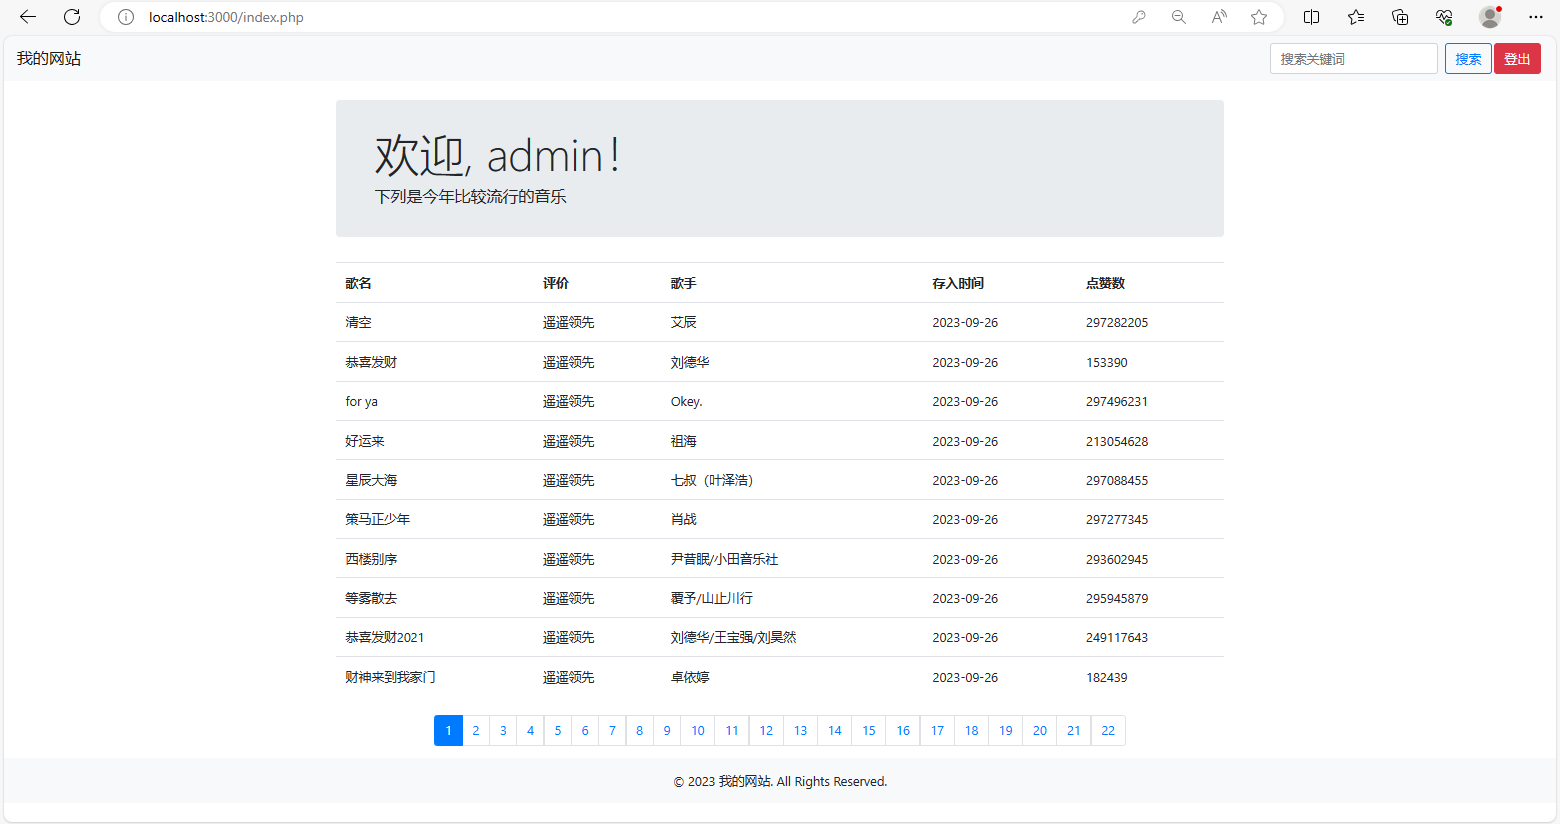 localhost:3000/index.php
我的网站 搜索关键词 搜索 登出
欢迎, admin！
下列是今年比较流行的音乐
歌名 评价 歌手 存入时间 点赞数
清空 遥遥领先 艾辰 2023-09-26 297282205
恭喜发财 遥遥领先 刘德华 2023-09-26 153390
for ya 遥遥领先 Okey. 2023-09-26 297496231
好运来 遥遥领先 祖海 2023-09-26 213054628
星辰大海 遥遥领先 七叔（叶泽浩） 2023-09-26 297088455
策马正少年 遥遥领先 肖战 2023-09-26 297277345
西楼别序 遥遥领先 尹昔眠/小田音乐社 2023-09-26 293602945
等雾散去 遥遥领先 覆予/山止川行 2023-09-26 295945879
恭喜发财2021 遥遥领先 刘德华/王宝强/刘昊然 2023-09-26 249117643
财神来到我家门 遥遥领先 卓依婷 2023-09-26 182439
1 2 3 4 5 6 7 8 9 10 11 12 13 14 15 16 17 18 19 20 21 22
© 2023 我的网站. All Rights Reserved.